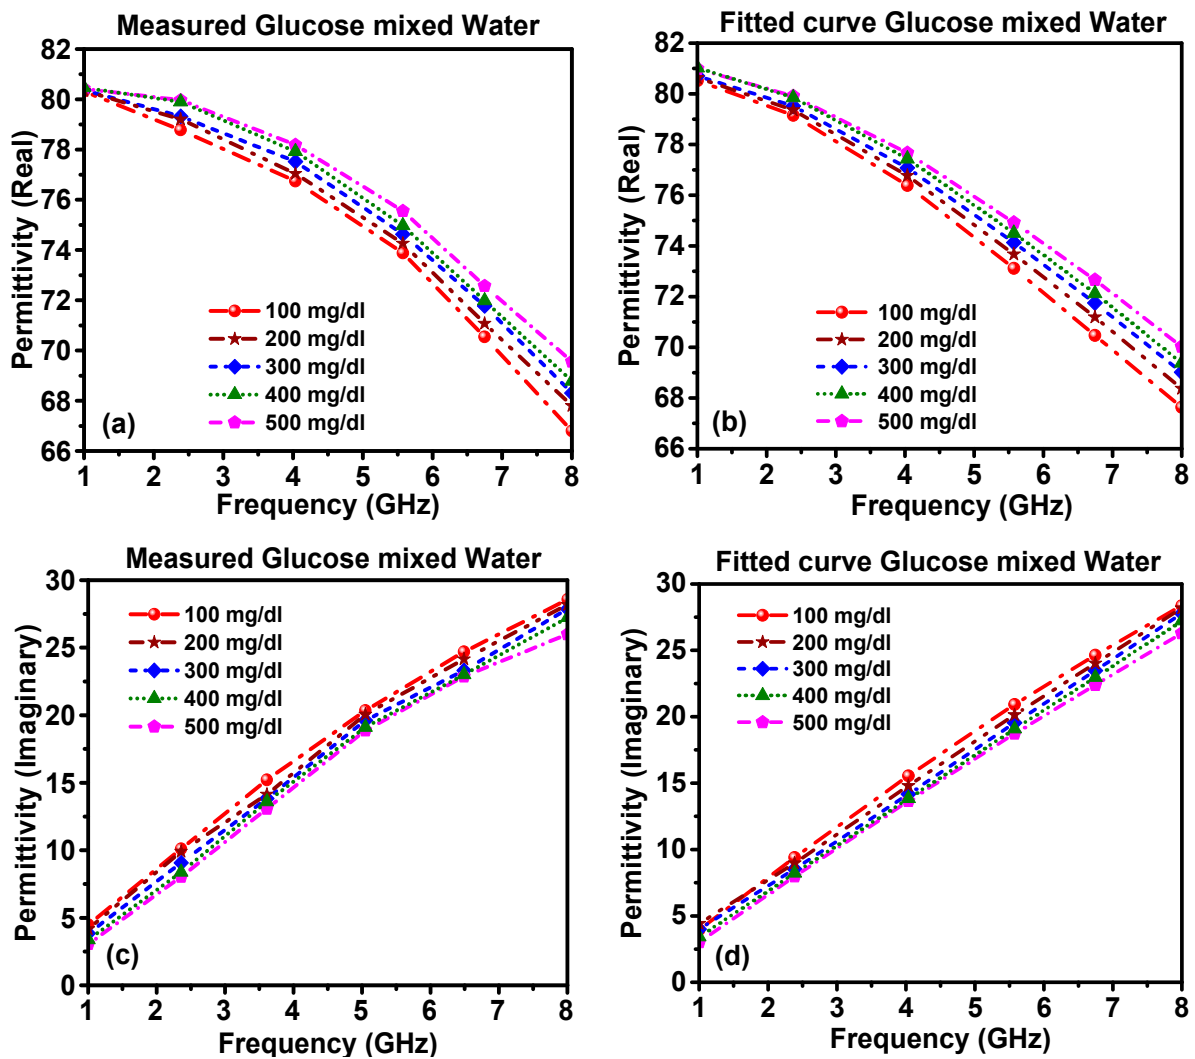 Measured Glucose mixed Water
82
80
78
76
74
72
70
68
66
Permittivity (Real)
100 mg/dl
200 mg/dl
300 mg/dl
400 mg/dl
500 mg/dl
(a)
1 2 3 4 5 6 7 8
Frequency (GHz)
Fitted curve Glucose mixed Water
82
80
78
76
74
72
70
68
66
Permittivity (Real)
100 mg/dl
200 mg/dl
300 mg/dl
400 mg/dl
500 mg/dl
(b)
1 2 3 4 5 6 7 8
Frequency (GHz)
Measured Glucose mixed Water
30
25
20
15
10
5
0
Permittivity (Imaginary)
100 mg/dl
200 mg/dl
300 mg/dl
400 mg/dl
500 mg/dl
(c)
1 2 3 4 5 6 7 8
Frequency (GHz)
Fitted curve Glucose mixed Water
30
25
20
15
10
5
0
Permittivity (Imaginary)
100 mg/dl
200 mg/dl
300 mg/dl
400 mg/dl
500 mg/dl
(d)
1 2 3 4 5 6 7 8
Frequency (GHz)